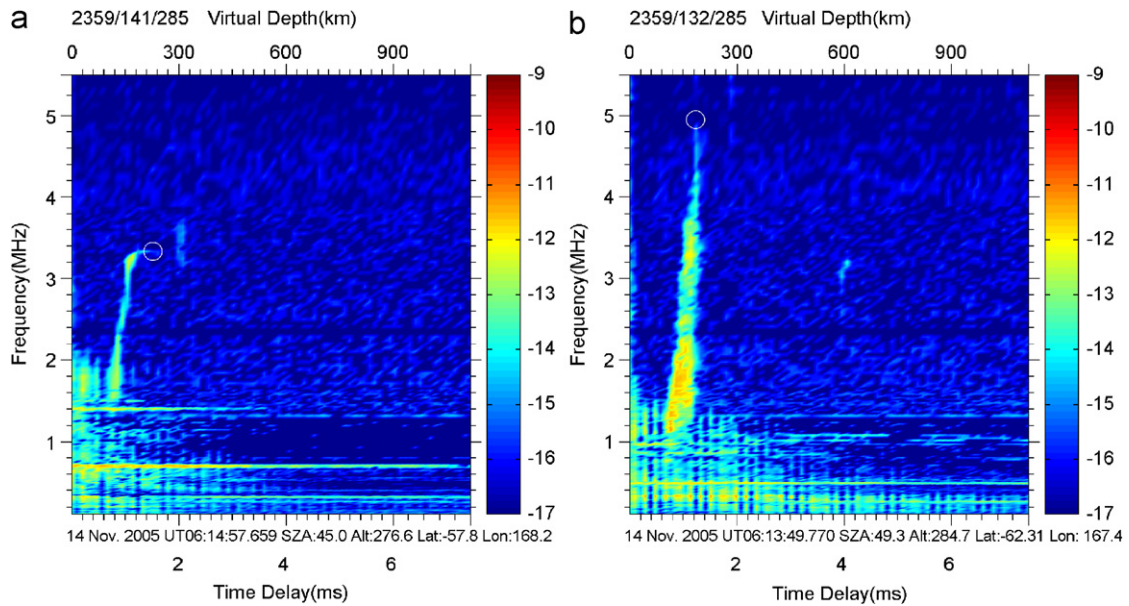 a
2359/141/285 Virtual Depth(km)
0 300 600 900
Frequency(MHz)
5
4
3
2
1
-9
-10
-11
-12
-13
-14
-15
-16
-17
14 Nov. 2005 UT06:14:57.659 SZA:45.0 Alt:276.6 Lat:-57.8 Lon:168.2
2 4 6
Time Delay(ms)
b
2359/132/285 Virtual Depth(km)
0 300 600 900
Frequency(MHz)
5
4
3
2
1
-9
-10
-11
-12
-13
-14
-15
-16
-17
14 Nov. 2005 UT06:13:49.770 SZA:49.3 Alt:284.7 Lat:-62.31 Lon: 167.4
2 4 6
Time Delay(ms)